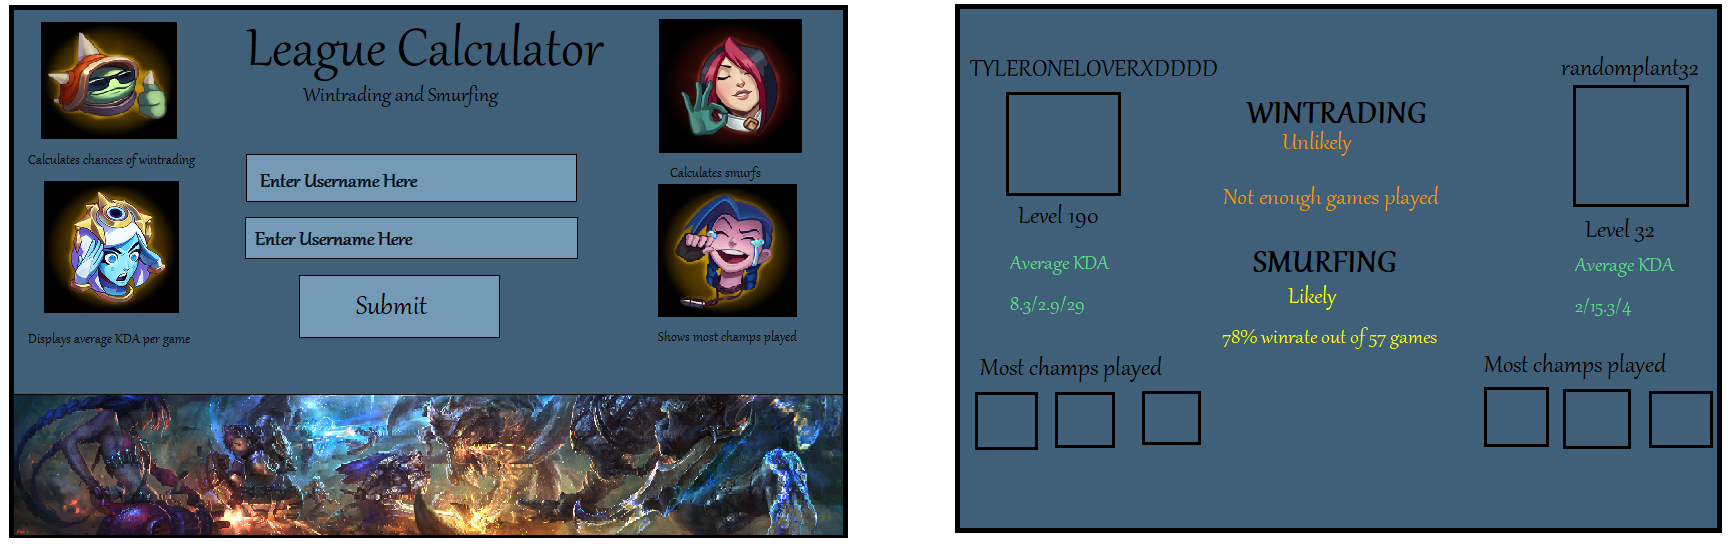 League Calculator
Wintrading and Smurfing
Calculates chances of wintrading
Calculates smurfs
Enter Username Here
Enter Username Here
Submit
Displays average KDA per game
Shows most champs played
TYLERONELOVERXDDDD
Level 190
Average KDA
8.3/2.9/29
Most champs played
WINTRADING
Unlikely
Not enough games played
SMURFING
Likely
78% winrate out of 57 games
randomplant32
Level 32
Average KDA
2/15.3/4
Most champs played